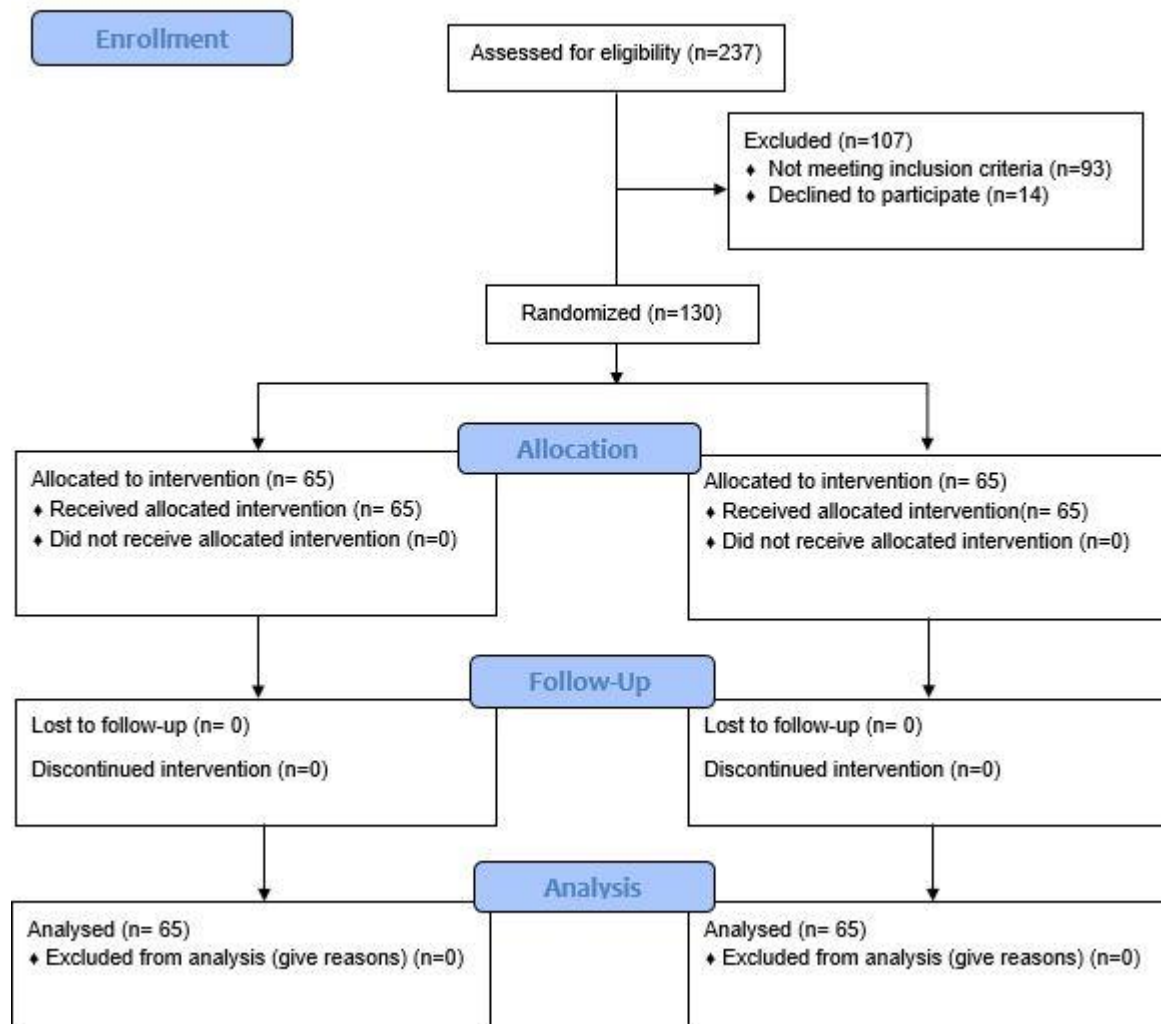 Enrollment
Assessed for eligibility (n=237)
Excluded (n=107)
♦ Not meeting inclusion criteria (n=93)
♦ Declined to participate (n=14)
Randomized (n=130)
Allocation
Allocated to intervention (n= 65)
♦ Received allocated intervention (n= 65)
♦ Did not receive allocated intervention (n=0)
Allocated to intervention (n= 65)
♦ Received allocated intervention(n= 65)
♦ Did not receive allocated intervention (n=0)
Follow-Up
Lost to follow-up (n= 0)
Discontinued intervention (n=0)
Lost to follow-up (n= 0)
Discontinued intervention (n=0)
Analysis
Analysed (n= 65)
♦ Excluded from analysis (give reasons) (n=0)
Analysed (n= 65)
♦ Excluded from analysis (give reasons) (n=0)